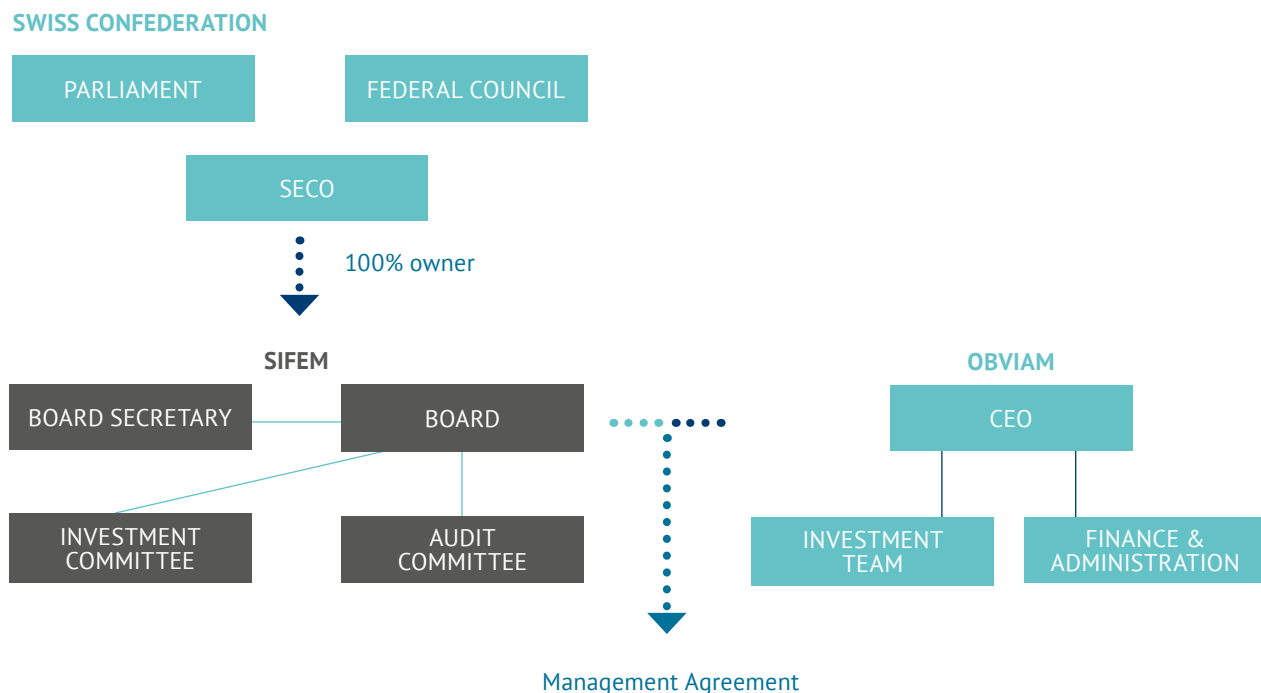 SWISS CONFEDERATION
PARLIAMENT
FEDERAL COUNCIL
SECO
100% owner
SIFEM
OBVIAM
BOARD SECRETARY
BOARD
CEO
INVESTMENT
COMMITTEE
AUDIT
COMMITTEE
INVESTMENT
TEAM
FINANCE &
ADMINISTRATION
Management Agreement